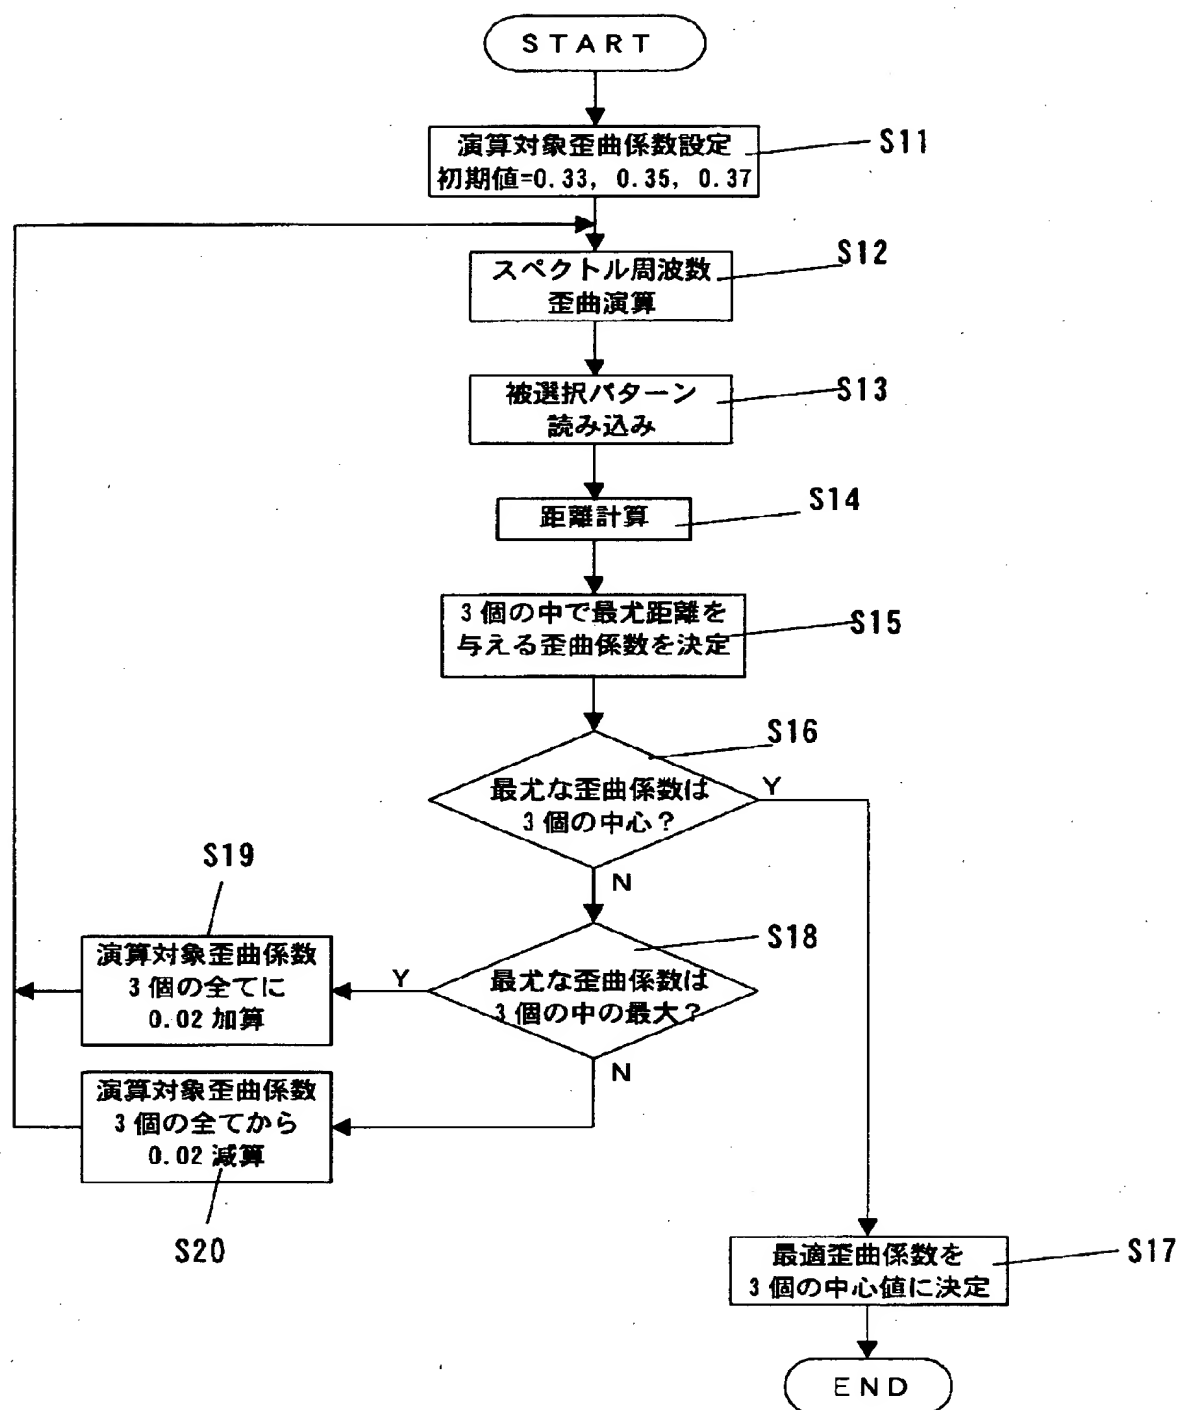 START
演算対象歪曲係数設定
初期値=0.33, 0.35, 0.37
S11
スペクトル周波数
歪曲演算
S12
被選択パターン
読み込み
S13
距離計算
S14
3個の中で最尤距離を
与える歪曲係数を決定
S15
S16
最尤な歪曲係数は
3個の中心?
Y
N
S19
S18
演算対象歪曲係数
3個の全てに
0.02加算
Y
最尤な歪曲係数は
3個の中の最大?
N
演算対象歪曲係数
3個の全てから
0.02減算
S20
最適歪曲係数を
3個の中心値に決定
S17
END